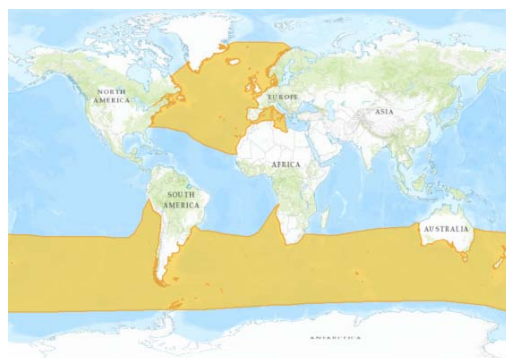 NORTH
AMERICA
EUROPE
ASIA
AFRICA
SOUTH
AMERICA
AUSTRALIA
ANTARCTICA